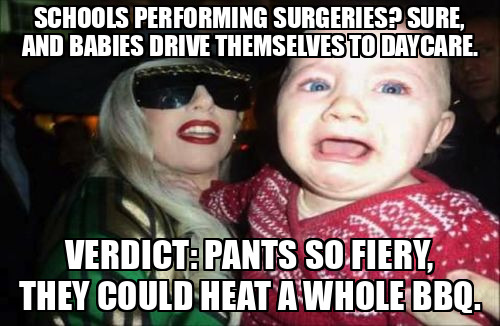 SCHOOLS PERFORMING SURGERIES? SURE,
AND BABIES DRIVE THEMSELVES TO DAYCARE.
VERDICT: PANTS SO FIERY,
THEY COULD HEAT A WHOLE BBQ.